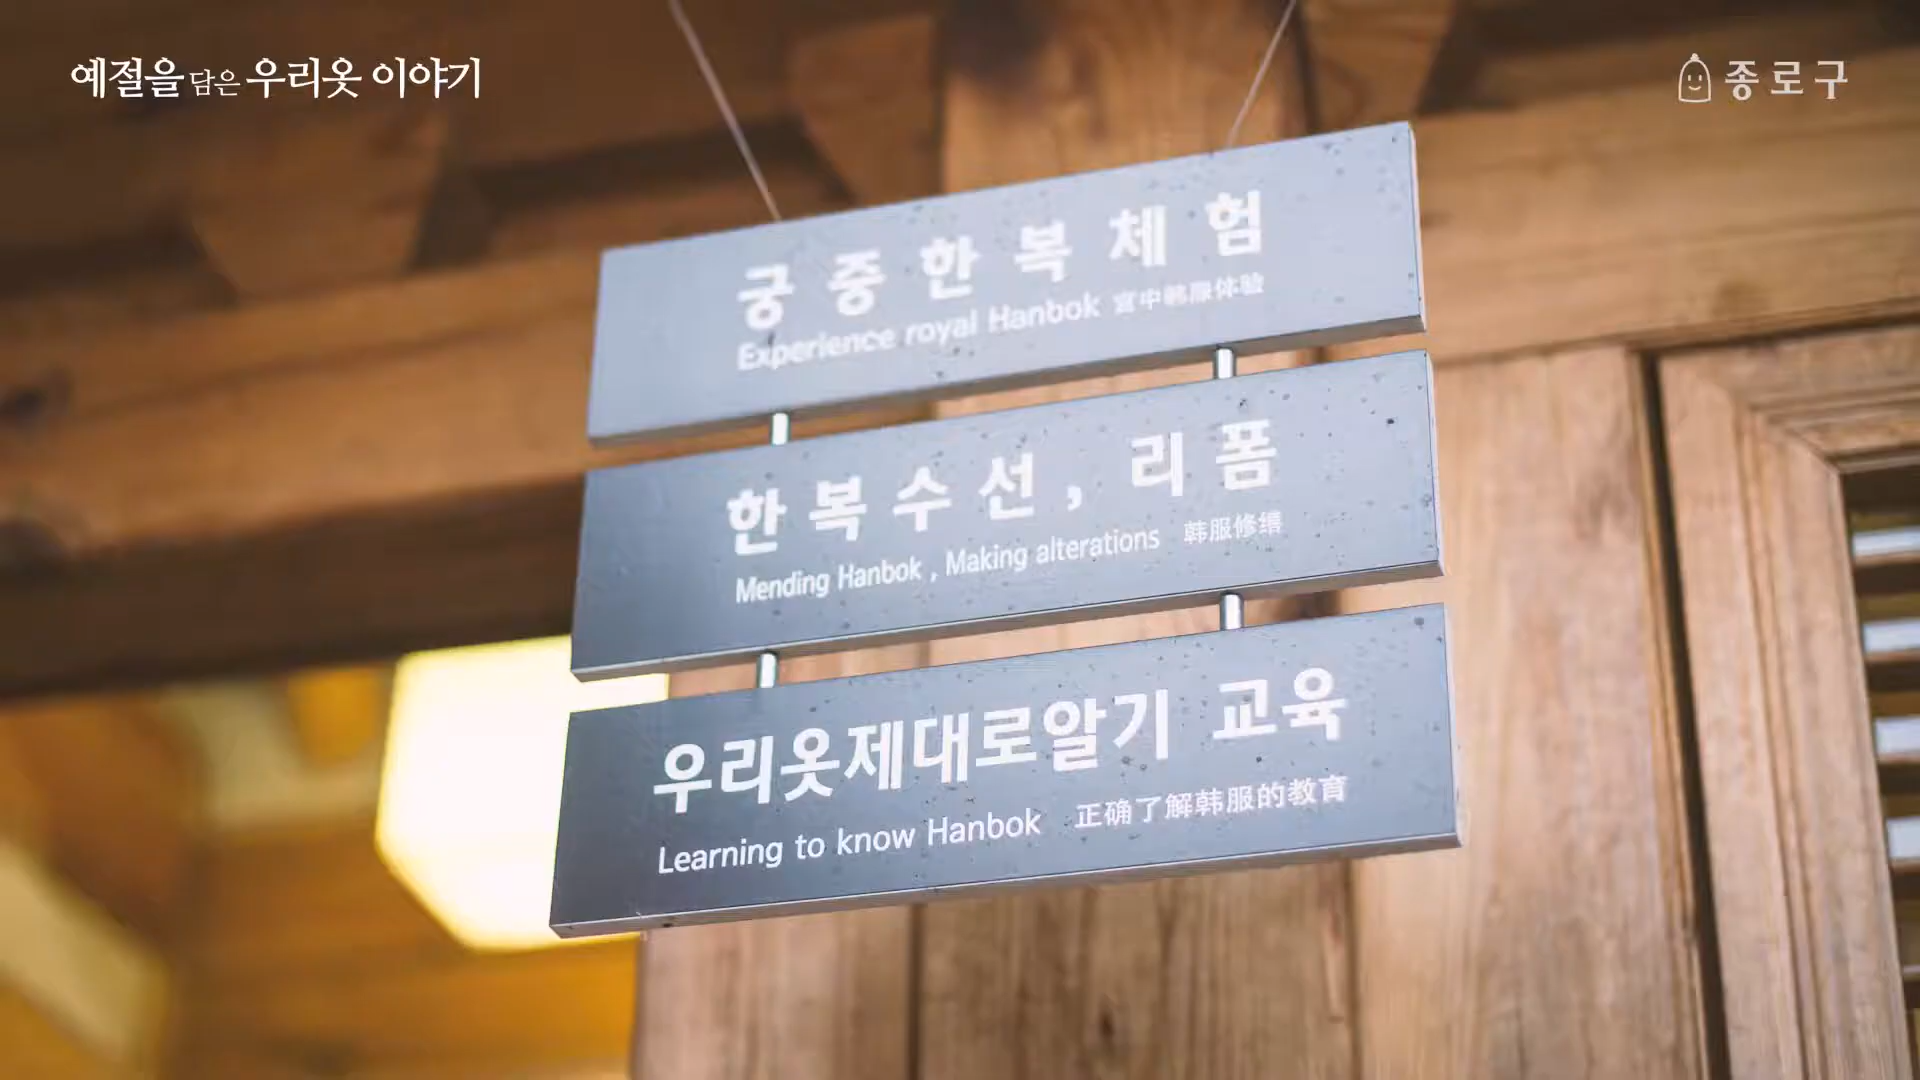 예절을 담은 우리옷 이야기
종로구
궁중한복체험
Experience royal Hanbok 宫中韩服体验
한복수선, 리폼
Mending Hanbok , Making alterations 韩服修缮
우리옷제대로알기 교육
Learning to know Hanbok 正确了解韩服的教育